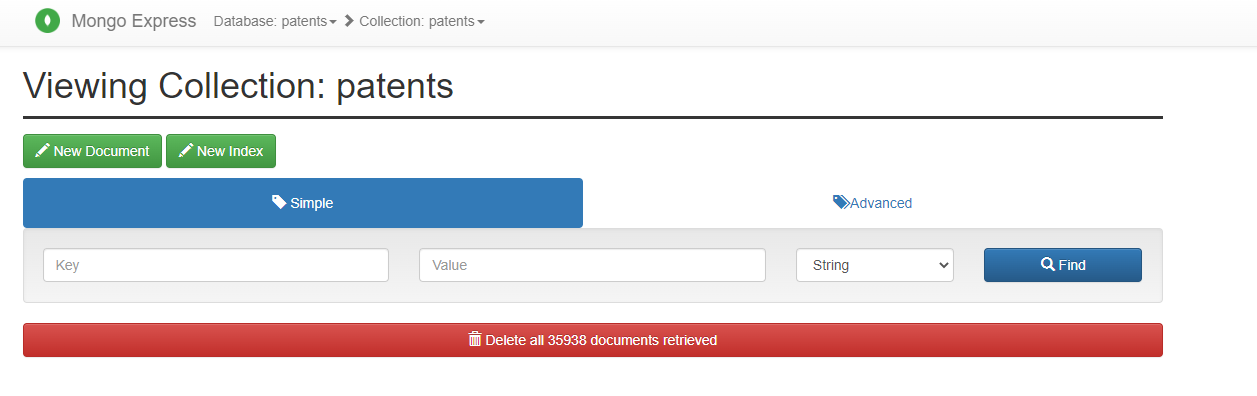 Mongo Express Database: patents Collection: patents
Viewing Collection: patents
New Document New Index
Simple Advanced
Key Value String Find
Delete all 35938 documents retrieved